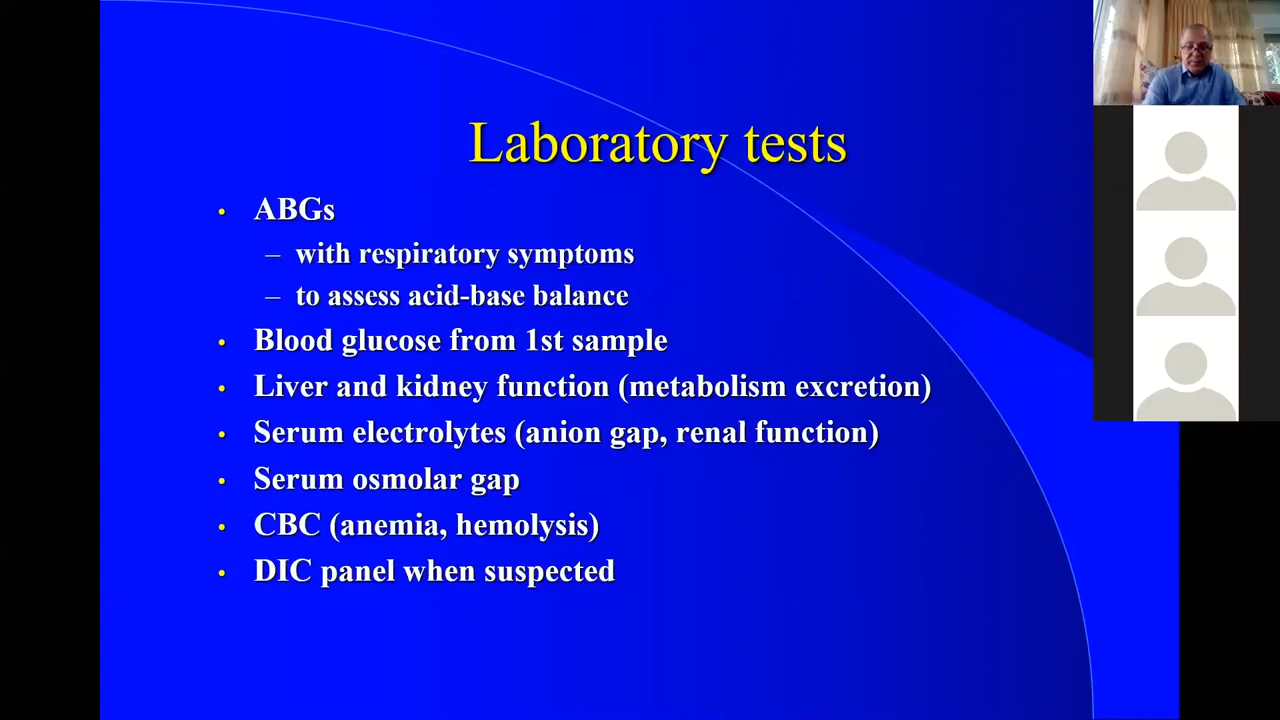 Laboratory tests
• ABGs
– with respiratory symptoms
– to assess acid-base balance
• Blood glucose from 1st sample
• Liver and kidney function (metabolism excretion)
• Serum electrolytes (anion gap, renal function)
• Serum osmolar gap
• CBC (anemia, hemolysis)
• DIC panel when suspected